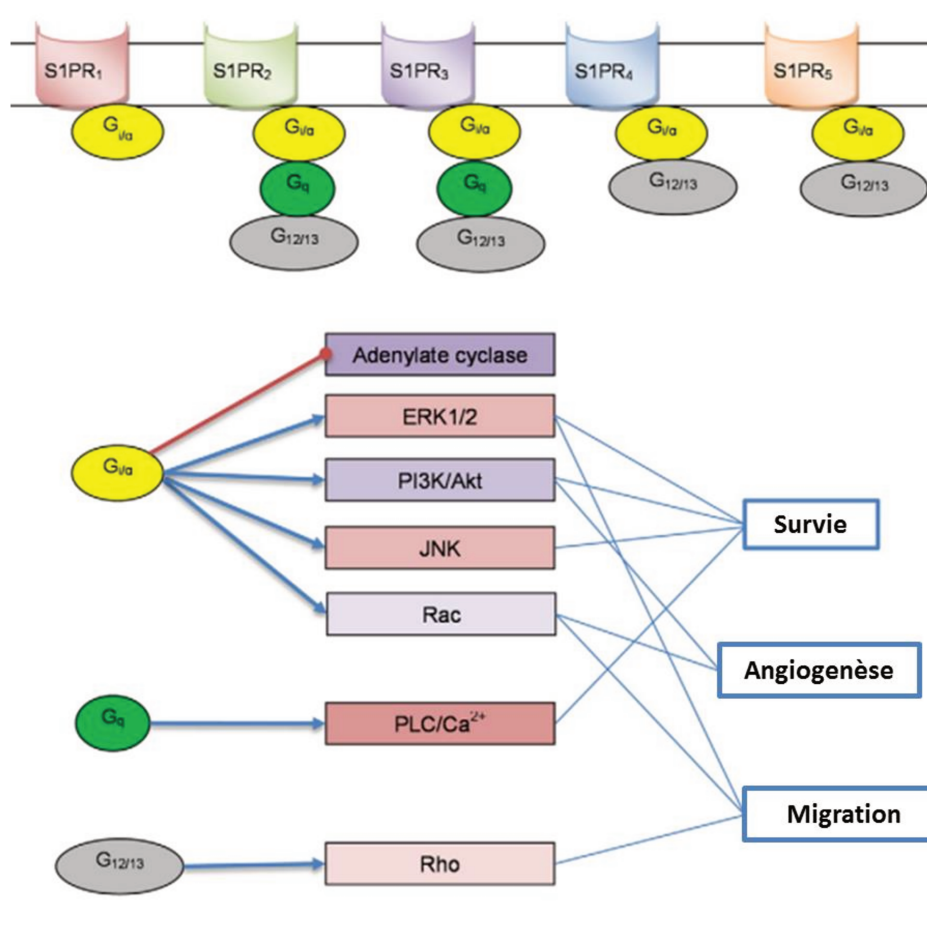 S1PR₁ S1PR₂ S1PR₃ S1PR₄ S1PR₅
Gᵢ/α Gᵢ/α Gᵢ/α Gᵢ/α Gᵢ/α
Gq Gq G₁₂/₁₃ G₁₂/₁₃
G₁₂/₁₃ G₁₂/₁₃
Adenylate cyclase
ERK1/2
Gᵢ/α
PI3K/Akt
Survie
JNK
Rac
Angiogenèse
Gq
PLC/Ca²⁺
Migration
G₁₂/₁₃
Rho